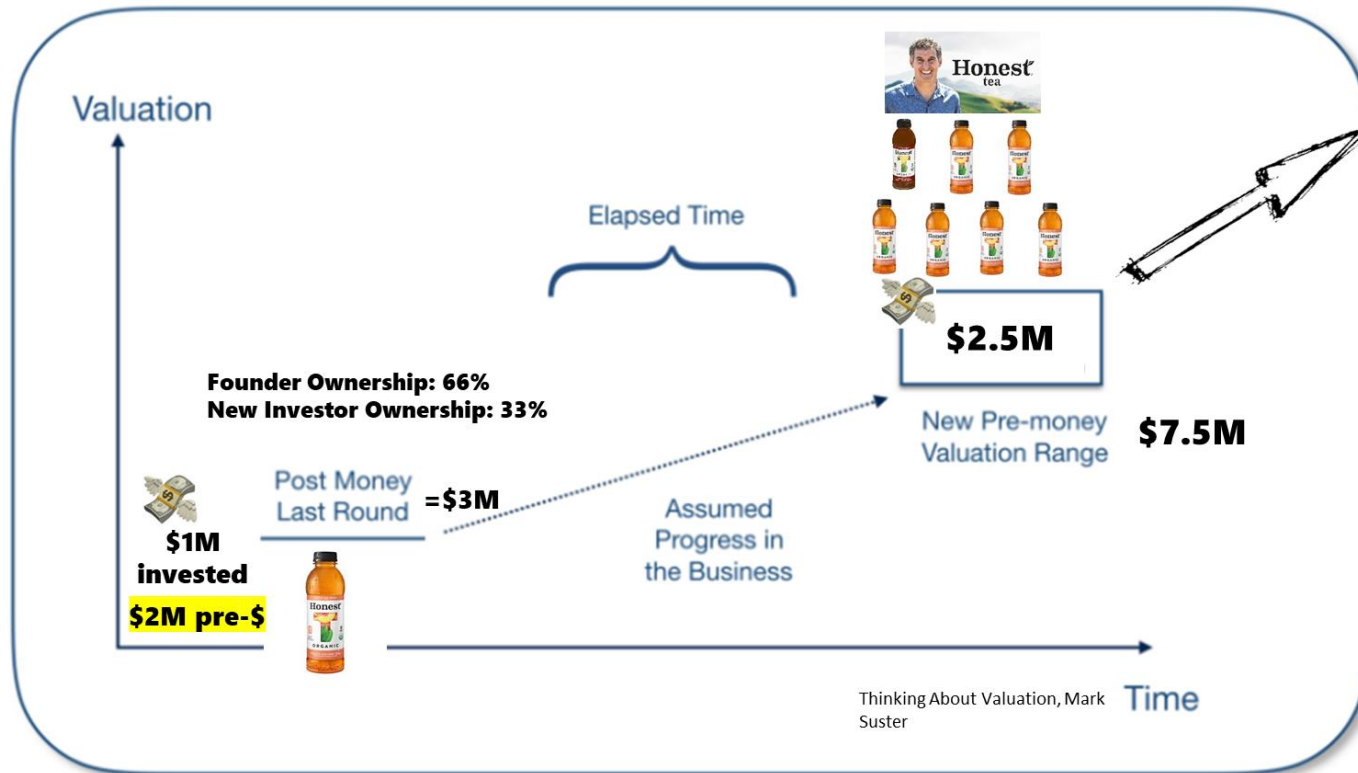 Valuation
Honest
tea
Elapsed Time
$2.5M
Founder Ownership: 66%
New Investor Ownership: 33%
New Pre-money
Valuation Range
$7.5M
Post Money
Last Round
=$3M
$1M
invested
$2M pre-$
Assumed
Progress in
the Business
Honest
T
ORGANIC
Thinking About Valuation, Mark
Suster
Time